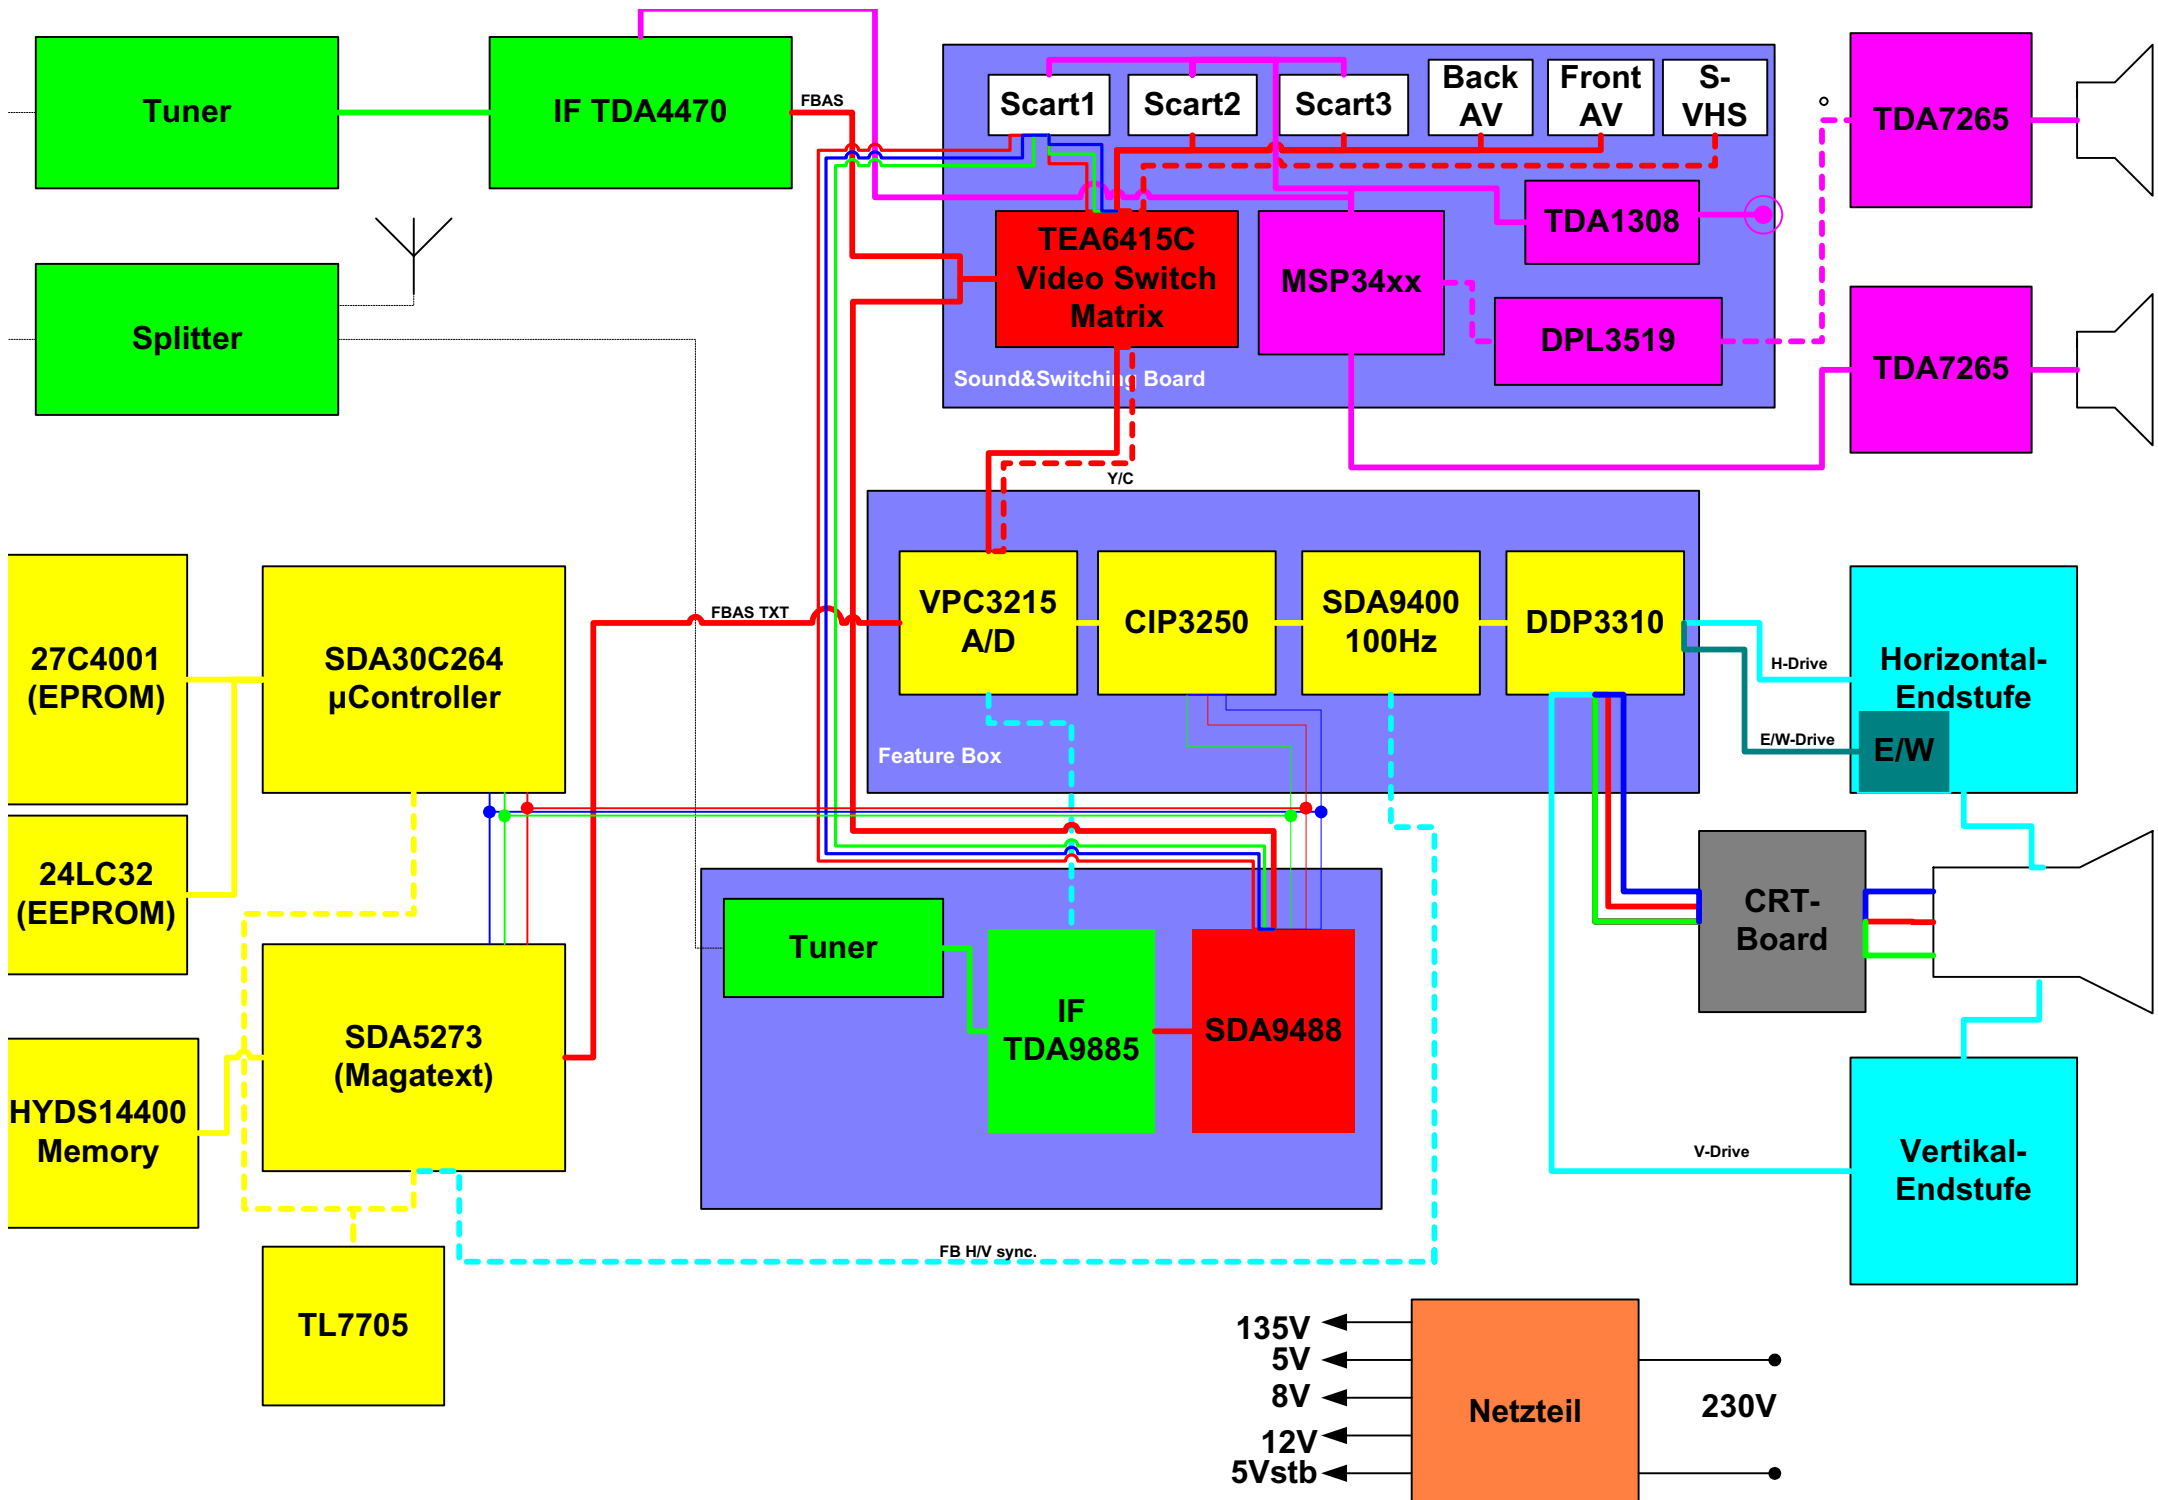 Tuner
IF TDA4470
FBAS
Scart1
Scart2
Scart3
Back
AV
Front
AV
S-
VHS
TDA7265
TEA6415C
Video Switch
Matrix
MSP34xx
TDA1308
DPL3519
Sound&Switching Board
TDA7265
Splitter
Y/C
27C4001
(EPROM)
SDA30C264
µController
FBAS TXT
VPC3215
A/D
CIP3250
SDA9400
100Hz
DDP3310
Feature Box
H-Drive
E/W-Drive
Horizontal-
Endstufe
E/W
24LC32
(EEPROM)
CRT-
Board
Tuner
IF
TDA9885
SDA9488
SDA5273
(Magatext)
HYDS14400
Memory
V-Drive
Vertikal-
Endstufe
FB H/V sync.
TL7705
135V
5V
8V
12V
5Vstb
Netzteil
230V